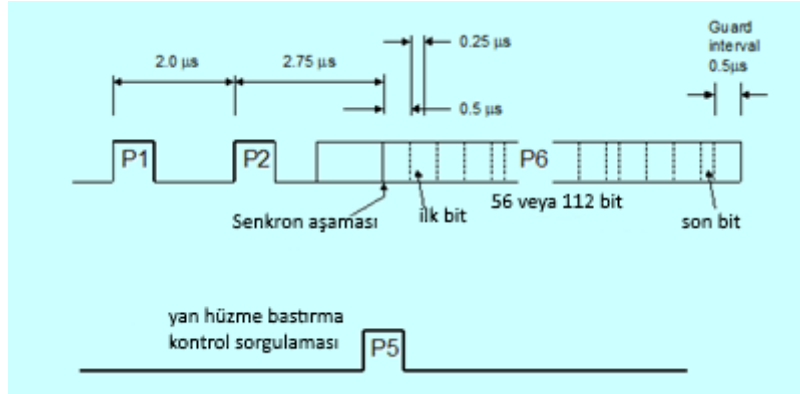 Guard
interval
0.5µs
0.25 µs
2.0 µs
2.75 µs
0.5 µs
P1
P2
P6
56 veya 112 bit
Senkron aşaması
ilk bit
son bit
yan hüzme bastırma
kontrol sorgulaması
P5